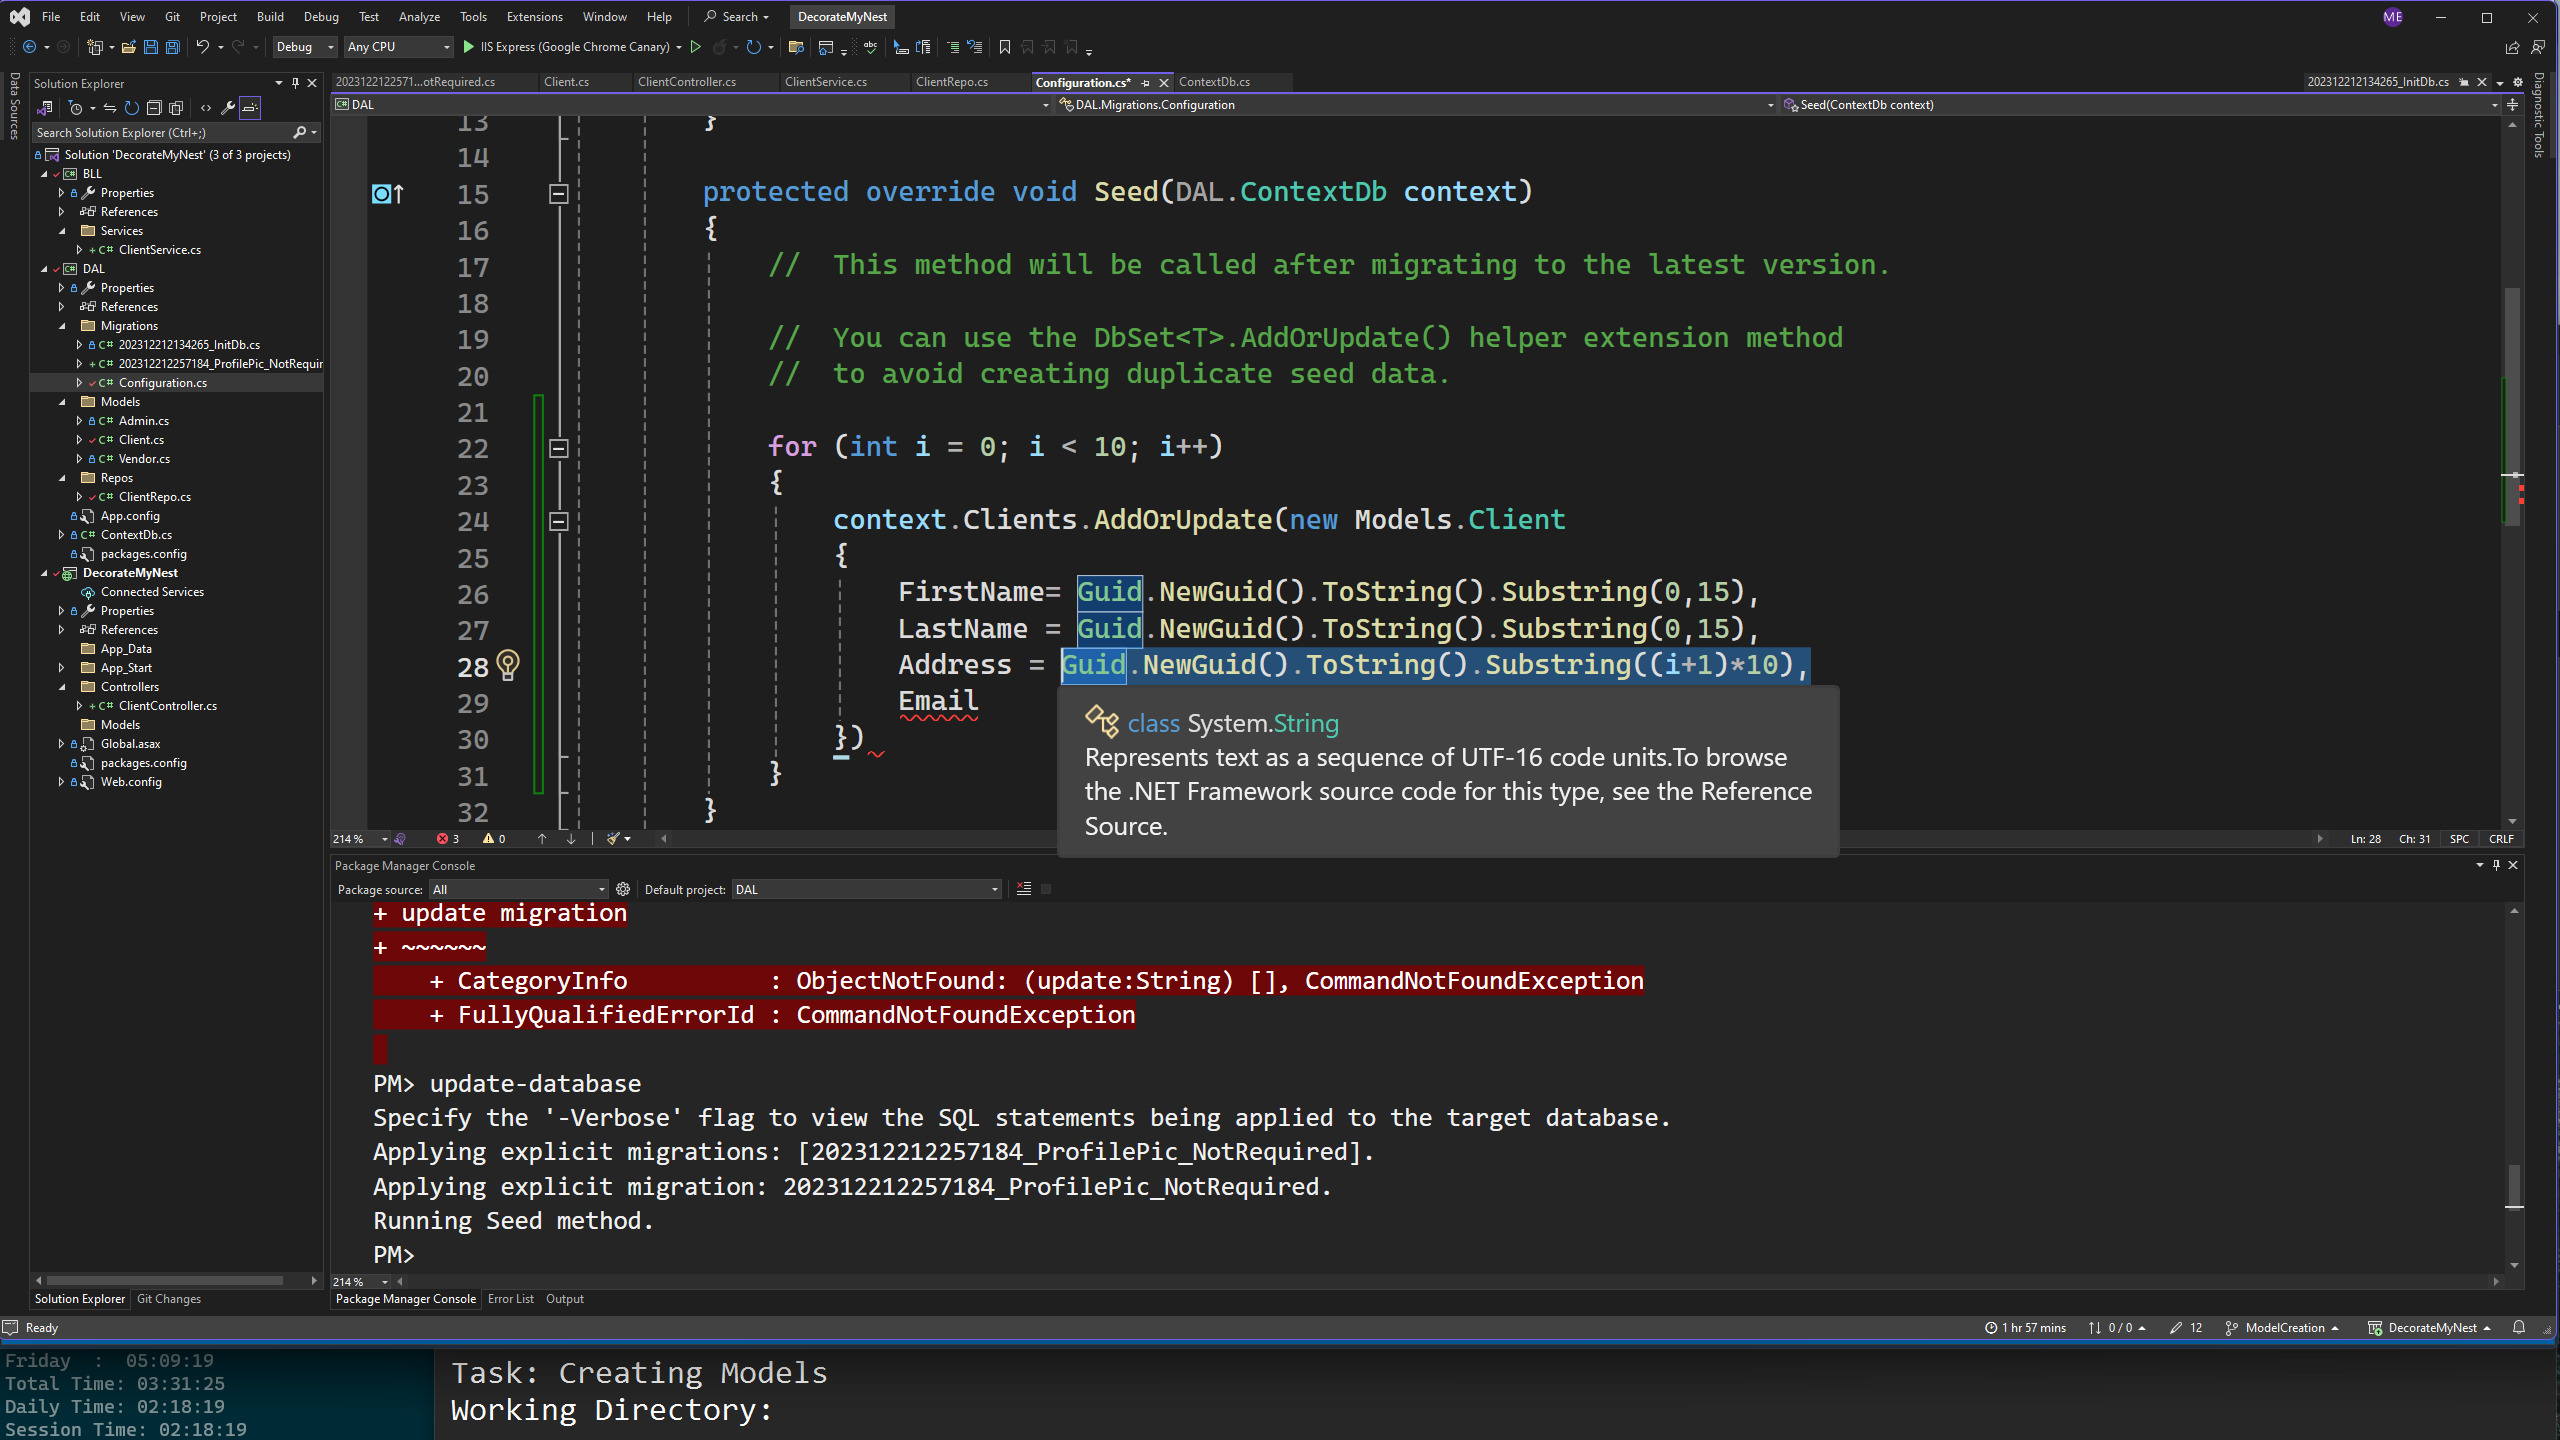 File Edit View Git Project Build Debug Test Analyze Tools Extensions Window Help Search DecorateMyNest ME
Debug Any CPU IIS Express (Google Chrome Canary)
Data Sources
Solution Explorer
Search Solution Explorer (Ctrl+;)
Solution 'DecorateMyNest' (3 of 3 projects)
BLL
Properties
References
Services
ClientService.cs
DAL
Properties
References
Migrations
202312212134265_InitDb.cs
202312212257184_ProfilePic_NotRequir
Configuration.cs
Models
Admin.cs
Client.cs
Vendor.cs
Repos
ClientRepo.cs
App.config
ContextDb.cs
packages.config
DecorateMyNest
Connected Services
Properties
References
App_Data
App_Start
Controllers
ClientController.cs
Models
Global.asax
packages.config
Web.config
Solution Explorer Git Changes
2023122122571...otRequired.cs Client.cs ClientController.cs ClientService.cs ClientRepo.cs Configuration.cs* ContextDb.cs 202312212134265_InitDb.cs
DAL DAL.Migrations.Configuration Seed(ContextDb context)
Diagnostic Tools
13 }
14
15 protected override void Seed(DAL.ContextDb context)
16 {
17 // This method will be called after migrating to the latest version.
18
19 // You can use the DbSet<T>.AddOrUpdate() helper extension method
20 // to avoid creating duplicate seed data.
21
22 for (int i = 0; i < 10; i++)
23 {
24 context.Clients.AddOrUpdate(new Models.Client
25 {
26 FirstName= Guid.NewGuid().ToString().Substring(0,15),
27 LastName = Guid.NewGuid().ToString().Substring(0,15),
28 Address = Guid.NewGuid().ToString().Substring((i+1)*10),
29 Email
30 })
31 }
32 }
class System.String
Represents text as a sequence of UTF-16 code units.To browse
the .NET Framework source code for this type, see the Reference
Source.
214 % 3 0 Ln: 28 Ch: 31 SPC CRLF
Package Manager Console
Package source: All Default project: DAL
+ update migration
+ ~~~~~~
+ CategoryInfo : ObjectNotFound: (update:String) [], CommandNotFoundException
+ FullyQualifiedErrorId : CommandNotFoundException
PM> update-database
Specify the '-Verbose' flag to view the SQL statements being applied to the target database.
Applying explicit migrations: [202312212257184_ProfilePic_NotRequired].
Applying explicit migration: 202312212257184_ProfilePic_NotRequired.
Running Seed method.
PM>
214 %
Package Manager Console Error List Output
Ready 1 hr 57 mins 0 / 0 12 ModelCreation DecorateMyNest
Friday : 05:09:19
Total Time: 03:31:25
Daily Time: 02:18:19
Session Time: 02:18:19
Task: Creating Models
Working Directory: